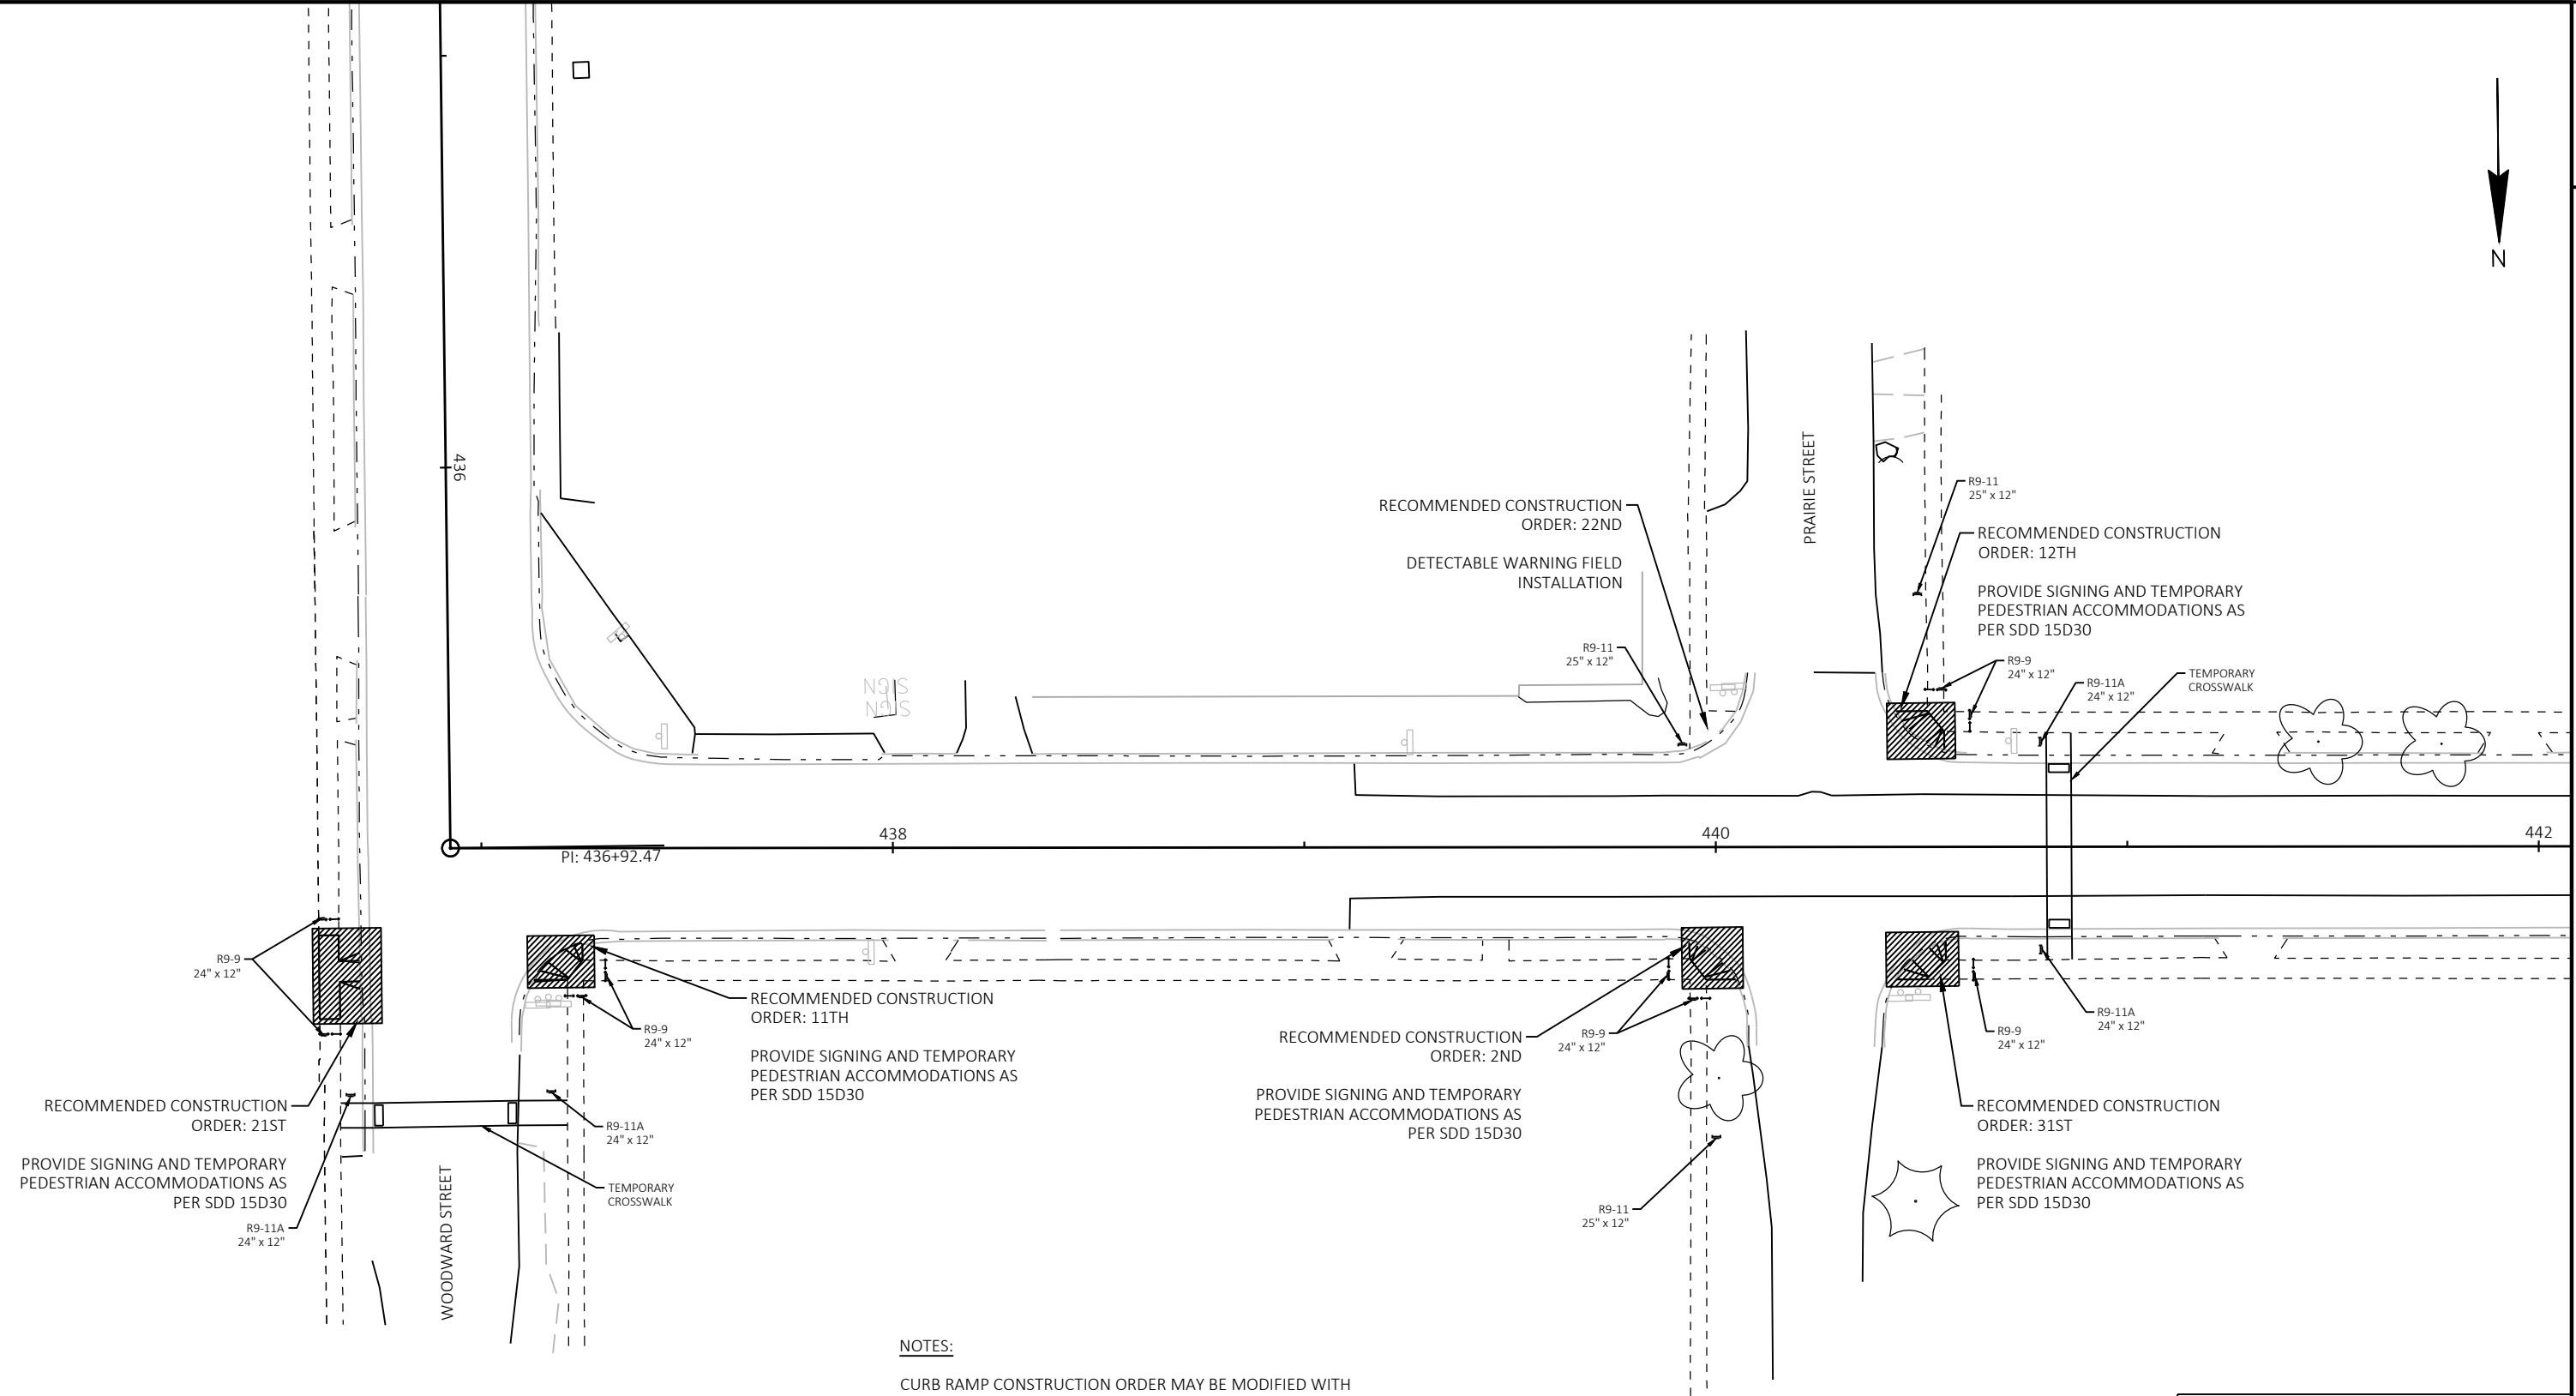 N
436
RECOMMENDED CONSTRUCTION
ORDER: 22ND
DETECTABLE WARNING FIELD
INSTALLATION
R9-11
25" x 12"
PRAIRIE STREET
R9-11
25" x 12"
RECOMMENDED CONSTRUCTION
ORDER: 12TH
PROVIDE SIGNING AND TEMPORARY
PEDESTRIAN ACCOMMODATIONS AS
PER SDD 15D30
R9-9
24" x 12"
R9-11A
24" x 12"
TEMPORARY
CROSSWALK
SIGN
SIGN
438
440
442
PI: 436+92.47
R9-9
24" x 12"
RECOMMENDED CONSTRUCTION
ORDER: 21ST
PROVIDE SIGNING AND TEMPORARY
PEDESTRIAN ACCOMMODATIONS AS
PER SDD 15D30
R9-11A
24" x 12"
WOODWARD STREET
RECOMMENDED CONSTRUCTION
ORDER: 11TH
PROVIDE SIGNING AND TEMPORARY
PEDESTRIAN ACCOMMODATIONS AS
PER SDD 15D30
R9-9
24" x 12"
R9-11A
24" x 12"
TEMPORARY
CROSSWALK
RECOMMENDED CONSTRUCTION
ORDER: 2ND
PROVIDE SIGNING AND TEMPORARY
PEDESTRIAN ACCOMMODATIONS AS
PER SDD 15D30
R9-9
24" x 12"
R9-11
25" x 12"
R9-9
24" x 12"
R9-11A
24" x 12"
RECOMMENDED CONSTRUCTION
ORDER: 31ST
PROVIDE SIGNING AND TEMPORARY
PEDESTRIAN ACCOMMODATIONS AS
PER SDD 15D30
NOTES:
CURB RAMP CONSTRUCTION ORDER MAY BE MODIFIED WITH